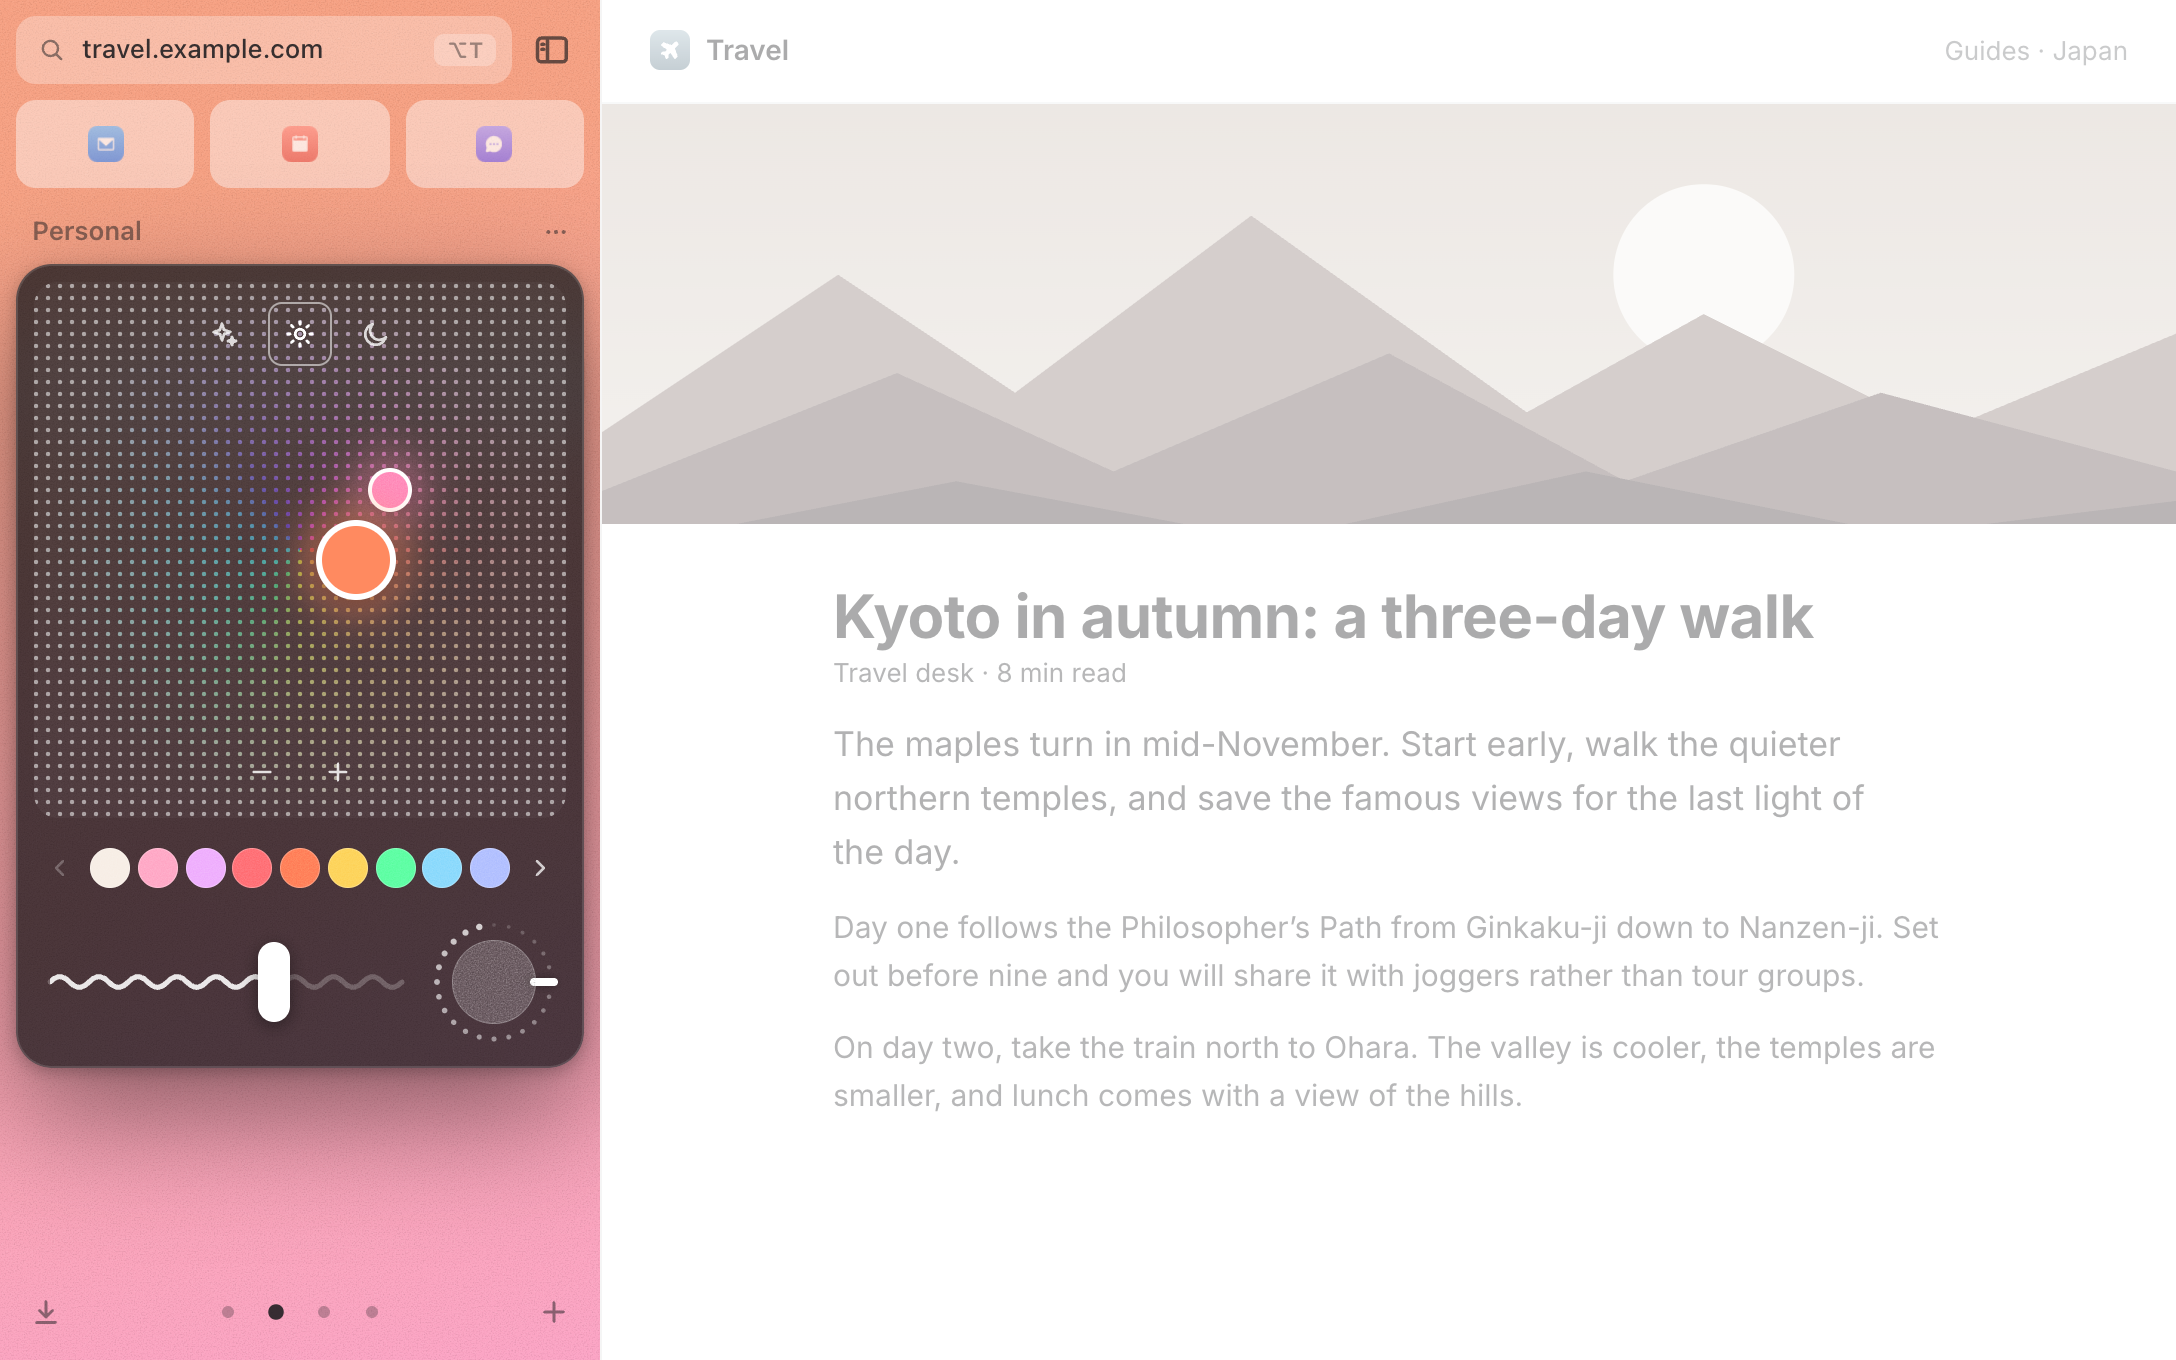 travel.example.com
⌥T
Personal
Travel
Guides · Japan
Kyoto in autumn: a three-day walk
Travel desk · 8 min read
The maples turn in mid-November. Start early, walk the quieter
northern temples, and save the famous views for the last light of
the day.
Day one follows the Philosopher’s Path from Ginkaku-ji down to Nanzen-ji. Set
out before nine and you will share it with joggers rather than tour groups.
On day two, take the train north to Ohara. The valley is cooler, the temples are
smaller, and lunch comes with a view of the hills.